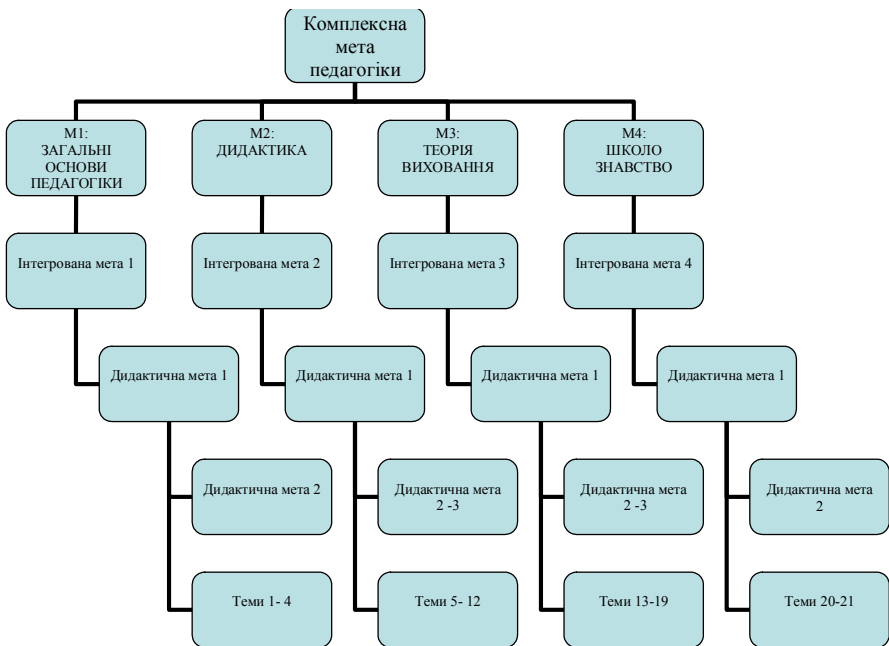 Комплексна
мета
педагогіки
М1:
ЗАГАЛЬНІ
ОСНОВИ
ПЕДАГОГІКИ
М2:
ДИДАКТИКА
М3:
ТЕОРІЯ
ВИХОВАННЯ
М4:
ШКОЛО
ЗНАВСТВО
Інтегрована мета 1
Інтегрована мета 2
Інтегрована мета 3
Інтегрована мета 4
Дидактична мета 1
Дидактична мета 1
Дидактична мета 1
Дидактична мета 1
Дидактична мета 2
Дидактична мета
2 -3
Дидактична мета
2 -3
Дидактична мета
2
Теми 1- 4
Теми 5- 12
Теми 13-19
Теми 20-21